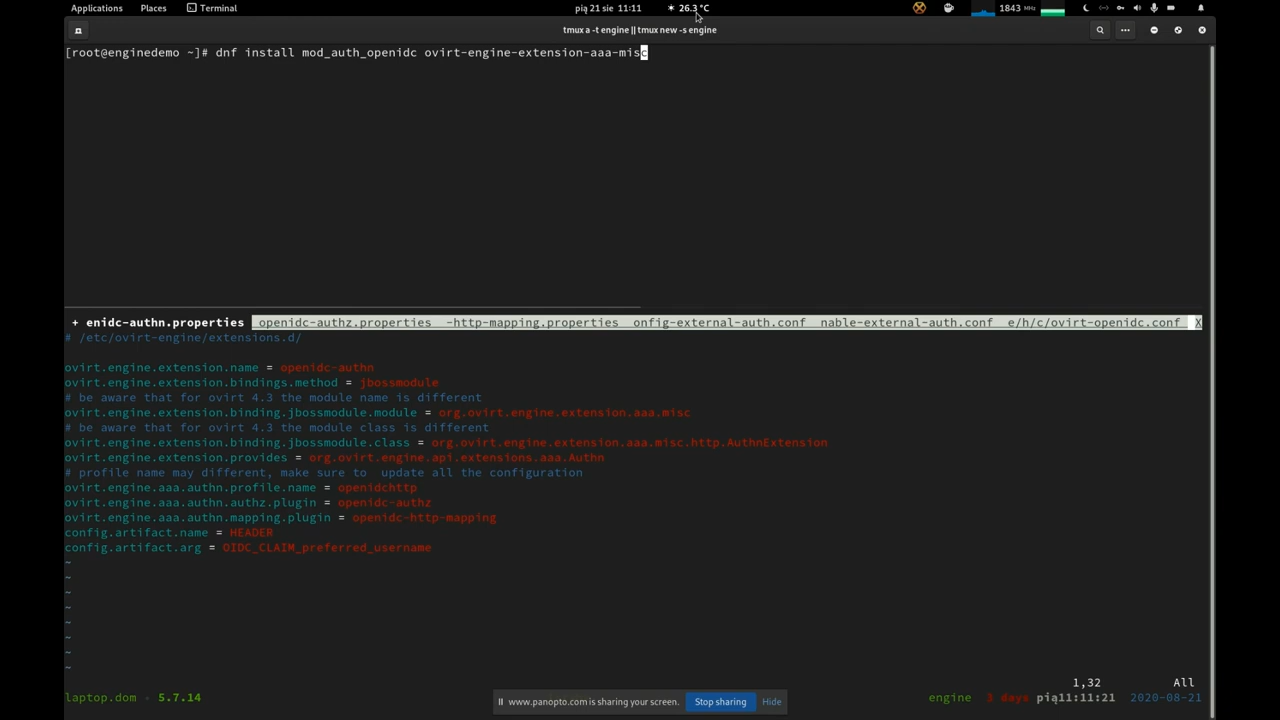 Applications Places Terminal pią 21 sie 11:11 26.3 °C 1843 MHz
tmux a -t engine || tmux new -s engine
[root@enginedemo ~]# dnf install mod_auth_openidc ovirt-engine-extension-aaa-misc
+ enidc-authn.properties openidc-authz.properties -http-mapping.properties onfig-external-auth.conf nable-external-auth.conf e/h/c/ovirt-openidc.conf X
# /etc/ovirt-engine/extensions.d/
ovirt.engine.extension.name = openidc-authn
ovirt.engine.extension.bindings.method = jbossmodule
# be aware that for ovirt 4.3 the module name is different
ovirt.engine.extension.binding.jbossmodule.module = org.ovirt.engine.extension.aaa.misc
# be aware that for ovirt 4.3 the module class is different
ovirt.engine.extension.binding.jbossmodule.class = org.ovirt.engine.extension.aaa.misc.http.AuthnExtension
ovirt.engine.extension.provides = org.ovirt.engine.api.extensions.aaa.Authn
# profile name may different, make sure to  update all the configuration
ovirt.engine.aaa.authn.profile.name = openidchttp
ovirt.engine.aaa.authn.authz.plugin = openidc-authz
ovirt.engine.aaa.authn.mapping.plugin = openidc-http-mapping
config.artifact.name = HEADER
config.artifact.arg = OIDC_CLAIM_preferred_username
~
~
~
~
~
~
~
~
1,32 All
laptop.dom - 5.7.14 engine 3 days pią11:11:21 2020-08-21
www.panopto.com is sharing your screen. Stop sharing Hide